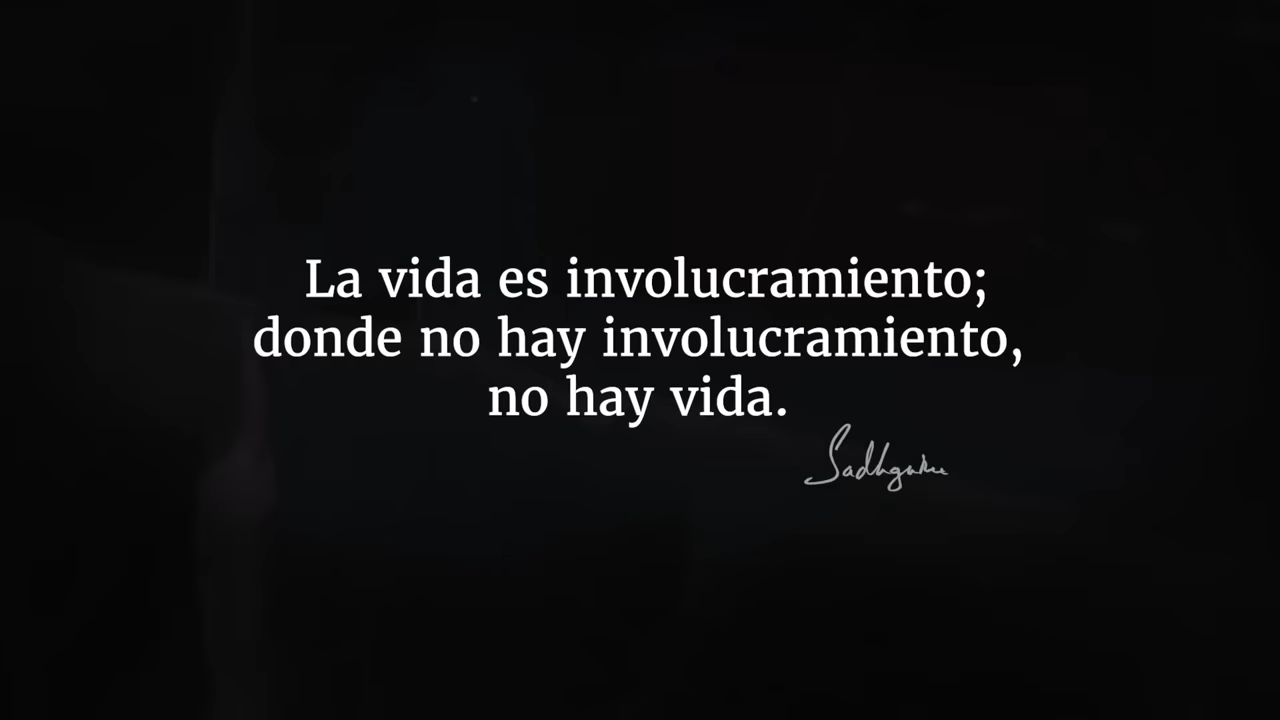 La vida es involucramiento;
donde no hay involucramiento,
no hay vida.
Sadhguru